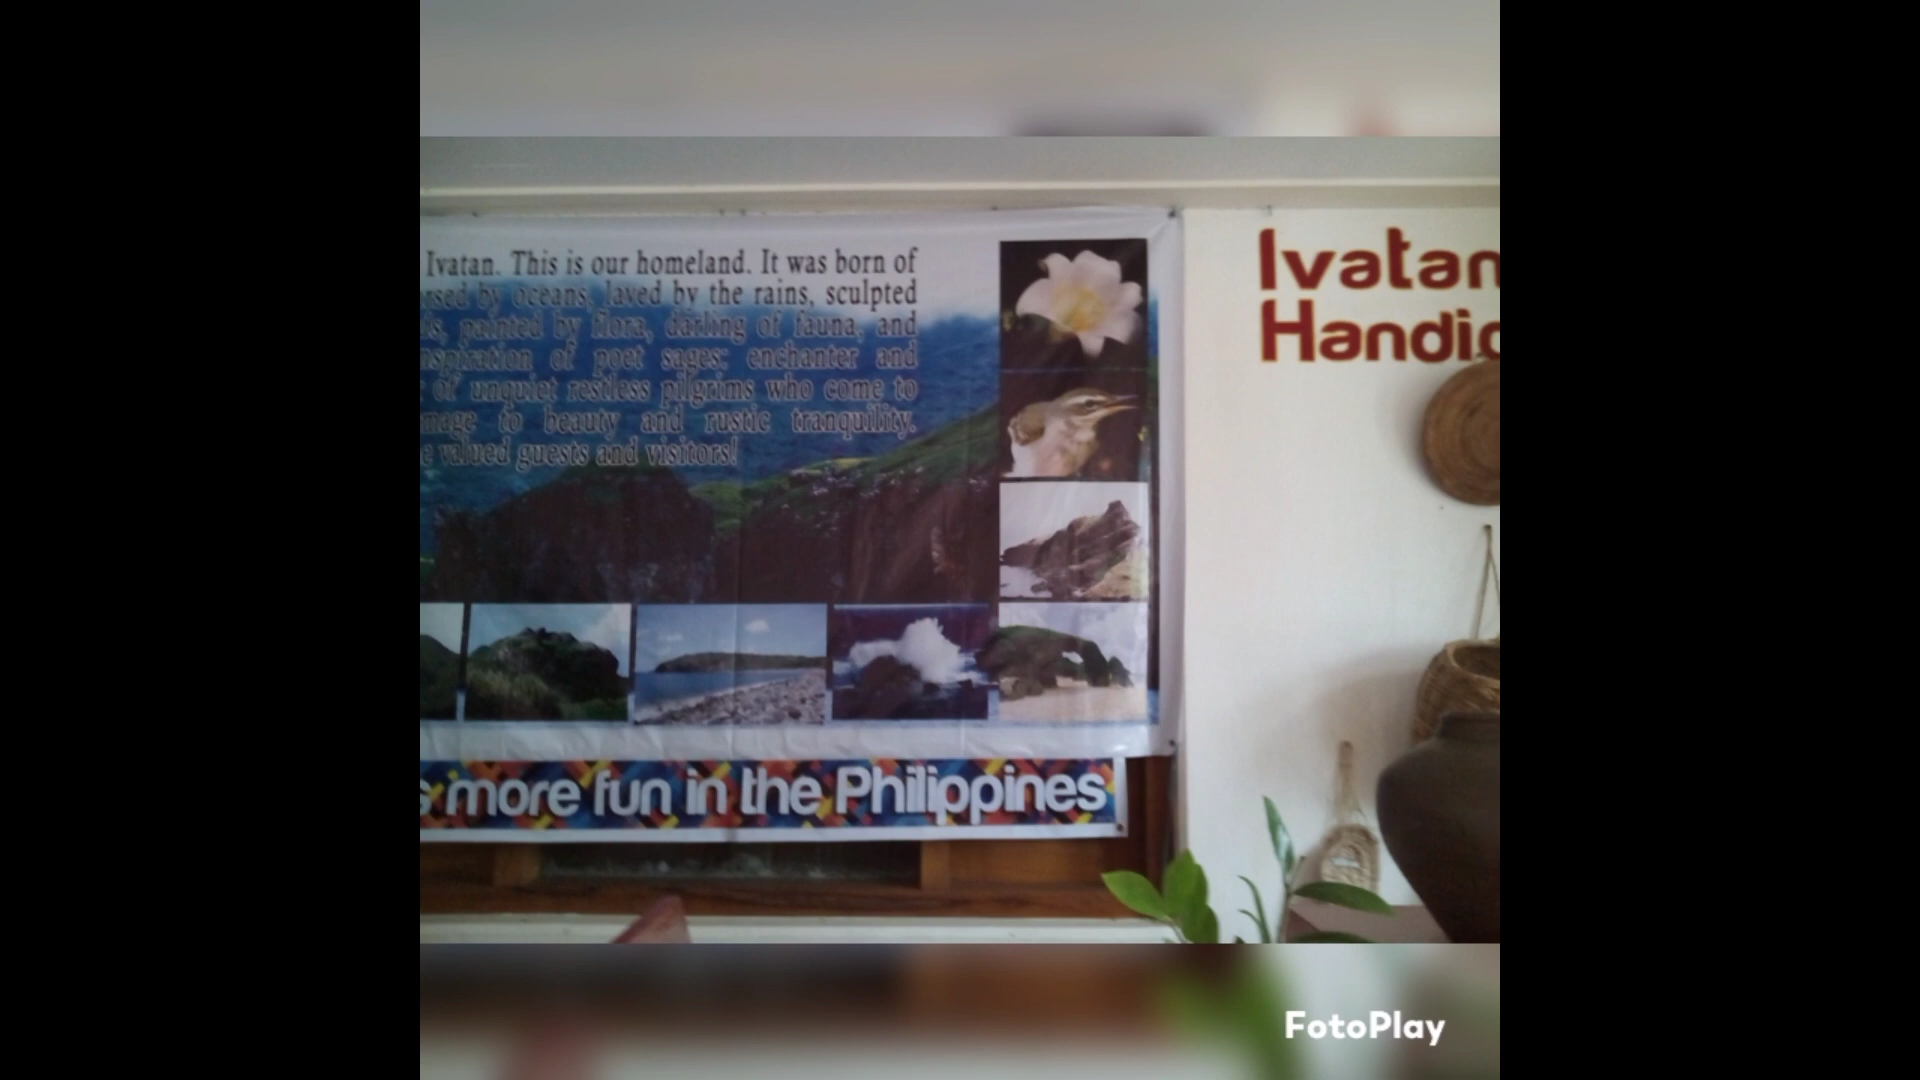 Ivatan. This is our homeland. It was born of
by oceans, laved by the rains, sculpted
painted by flora, darling of fauna, and
of poet sages: enchanter and
of unquiet restless pilgrims who come to
to beauty and rustic tranquility.
valued guests and visitors!
more fun in the Philippines
Ivatan
FotoPlay